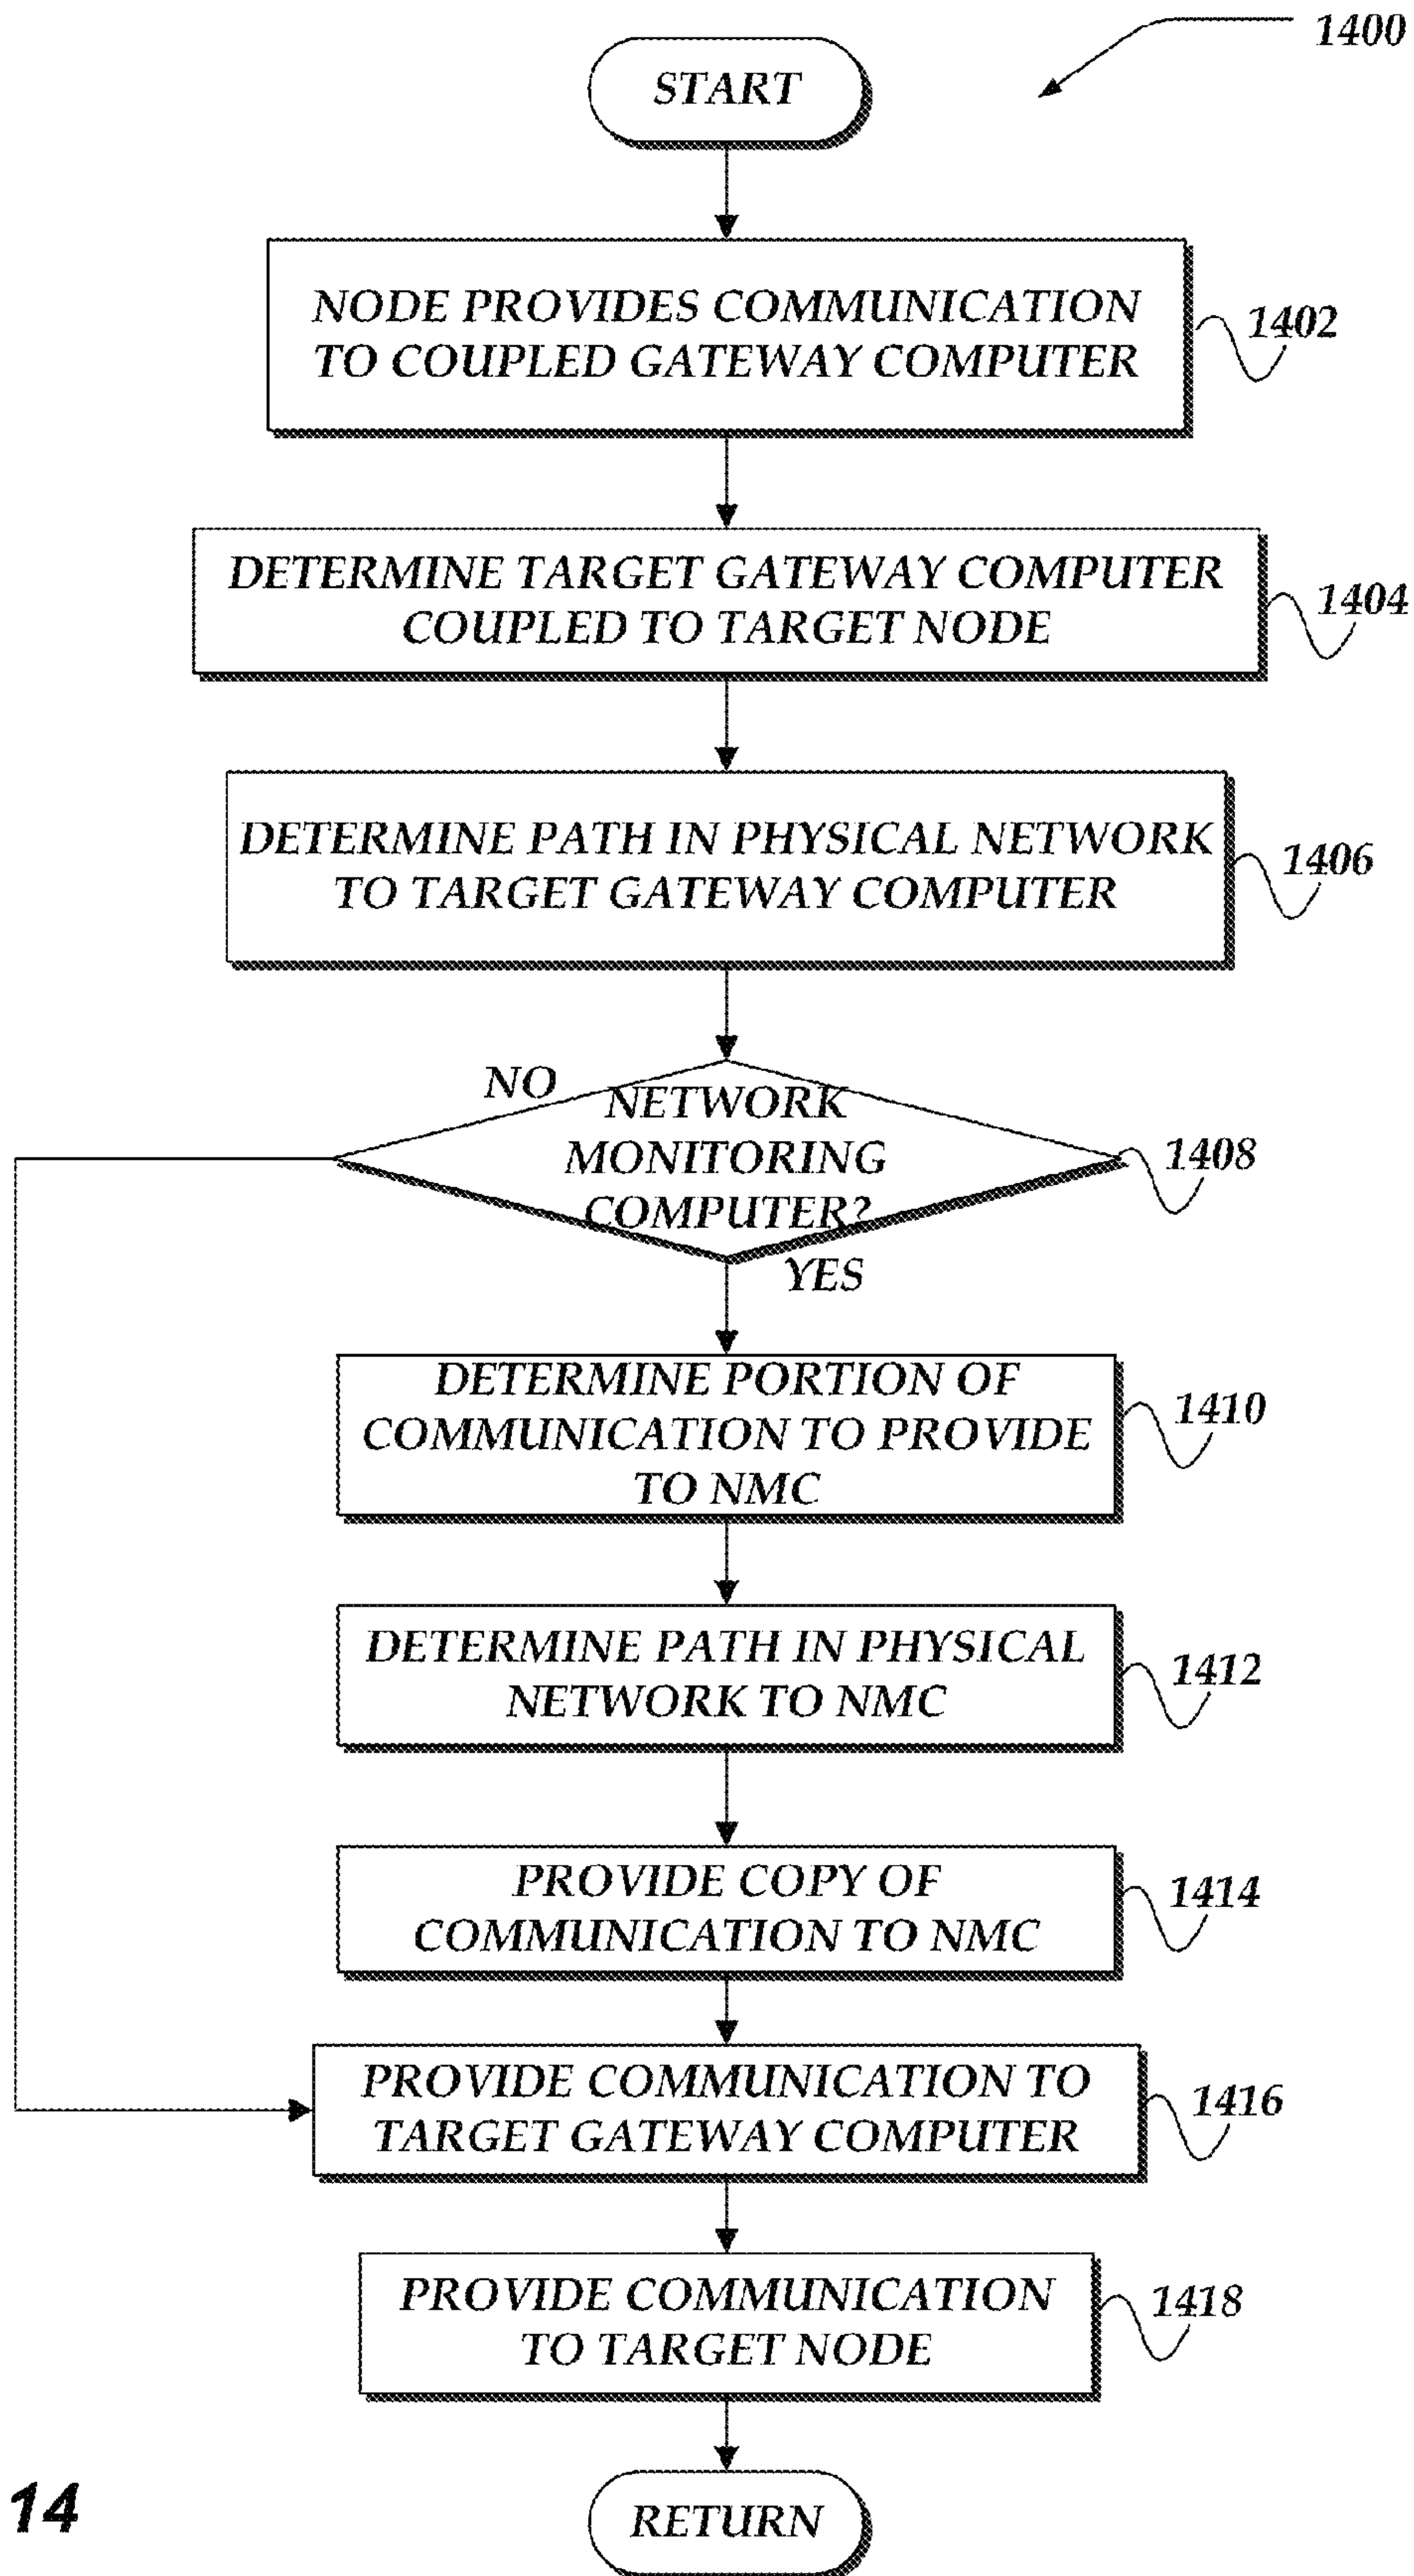 1400
START
NODE PROVIDES COMMUNICATION
TO COUPLED GATEWAY COMPUTER
1402
DETERMINE TARGET GATEWAY COMPUTER
COUPLED TO TARGET NODE
1404
DETERMINE PATH IN PHYSICAL NETWORK
TO TARGET GATEWAY COMPUTER
1406
NO
NETWORK
MONITORING
COMPUTER?
1408
YES
DETERMINE PORTION OF
COMMUNICATION TO PROVIDE
TO NMC
1410
DETERMINE PATH IN PHYSICAL
NETWORK TO NMC
1412
PROVIDE COPY OF
COMMUNICATION TO NMC
1414
PROVIDE COMMUNICATION TO
TARGET GATEWAY COMPUTER
1416
PROVIDE COMMUNICATION
TO TARGET NODE
1418
RETURN
14